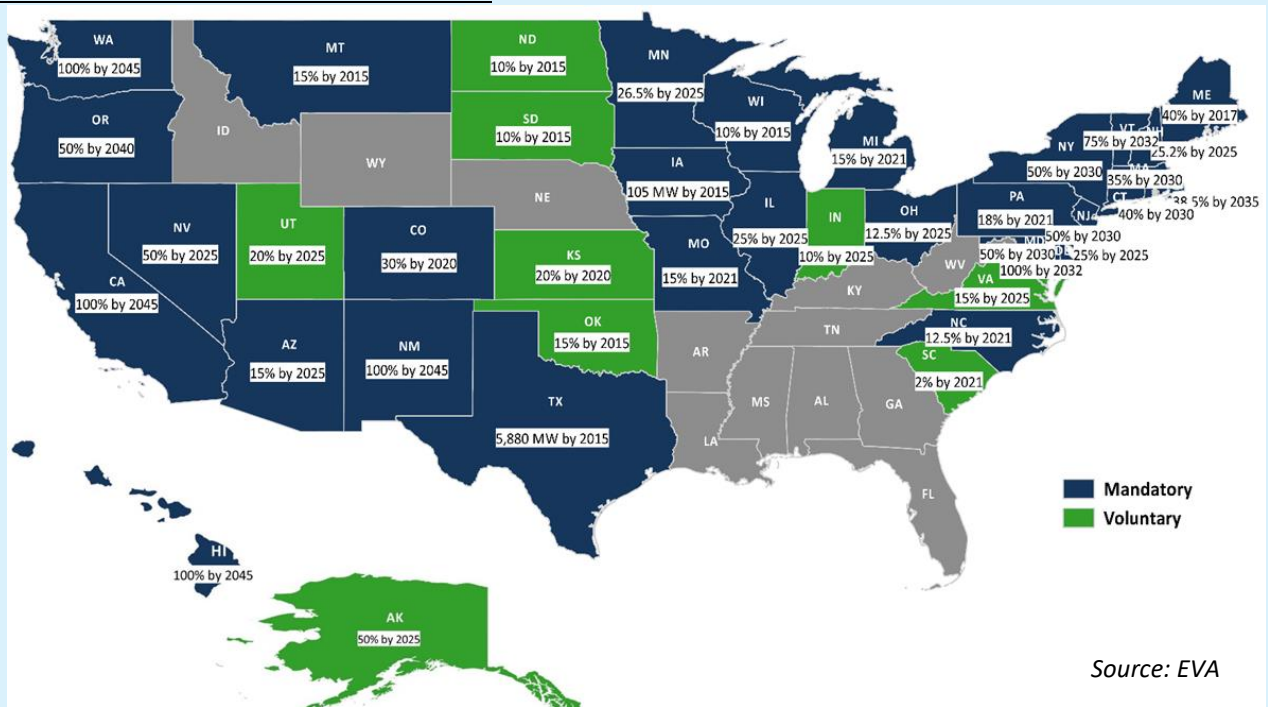 WA
100% by 2045
MT
15% by 2015
ND
10% by 2015
MN
26.5% by 2025
WI
10% by 2015
MI
15% by 2021
ME
40% by 2017
OR
50% by 2040
ID
WY
SD
10% by 2015
IA
105 MW by 2015
NY
50% by 2030
VT
75% by 2032
NH
25.2% by 2025
MA
35% by 2030
CT
40% by 2030
38.5% by 2035
NV
50% by 2025
UT
20% by 2025
CO
30% by 2020
NE
KS
20% by 2020
MO
15% by 2021
IL
25% by 2025
IN
10% by 2025
OH
12.5% by 2025
PA
18% by 2021
NJ
50% by 2030
MD
50% by 2030
25% by 2025
100% by 2032
WV
VA
15% by 2025
CA
100% by 2045
AZ
15% by 2025
NM
100% by 2045
OK
15% by 2015
AR
KY
TN
NC
12.5% by 2021
SC
2% by 2021
TX
5,880 MW by 2015
LA
MS
AL
GA
FL
HI
100% by 2045
AK
50% by 2025
Mandatory
Voluntary
Source: EVA